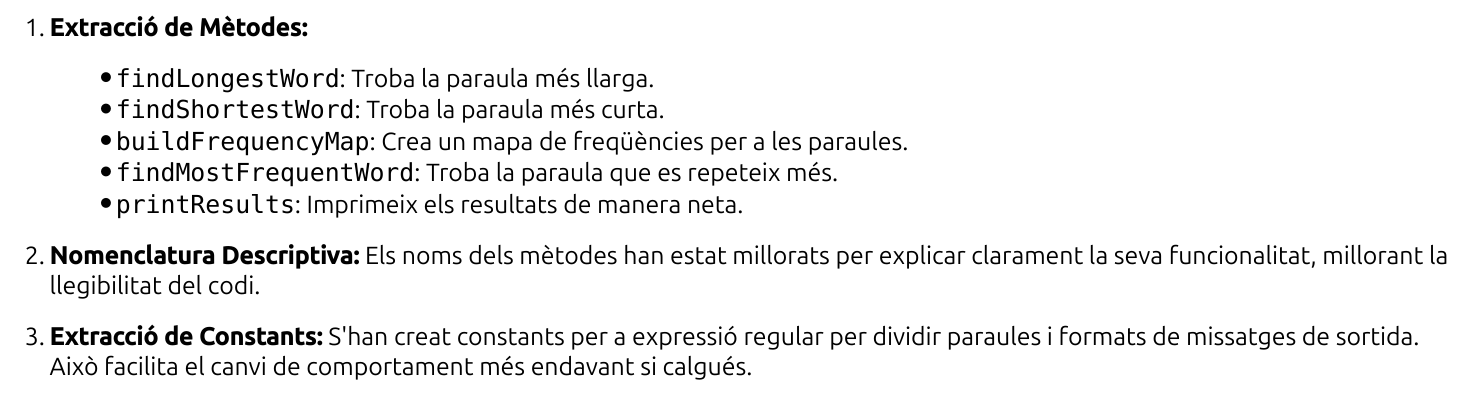 1. Extracció de Mètodes:
• findLongestWord: Troba la paraula més llarga.
• findShortestWord: Troba la paraula més curta.
• buildFrequencyMap: Crea un mapa de freqüències per a les paraules.
• findMostFrequentWord: Troba la paraula que es repeteix més.
• printResults: Imprimeix els resultats de manera neta.
2. Nomenclatura Descriptiva: Els noms dels mètodes han estat millorats per explicar clarament la seva funcionalitat, millorant la
llegibilitat del codi.
3. Extracció de Constants: S'han creat constants per a expressió regular per dividir paraules i formats de missatges de sortida.
Això facilita el canvi de comportament més endavant si calgués.